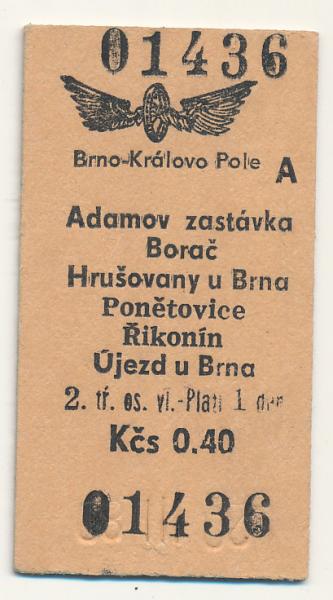 01436
Brno-Královo Pole A
Adamov zastávka
Borač
Hrušovany u Brna
Ponětovice
Řikonín
Újezd u Brna
2. tř. os. vl.-Platí 1 den
Kčs 0.40
01436